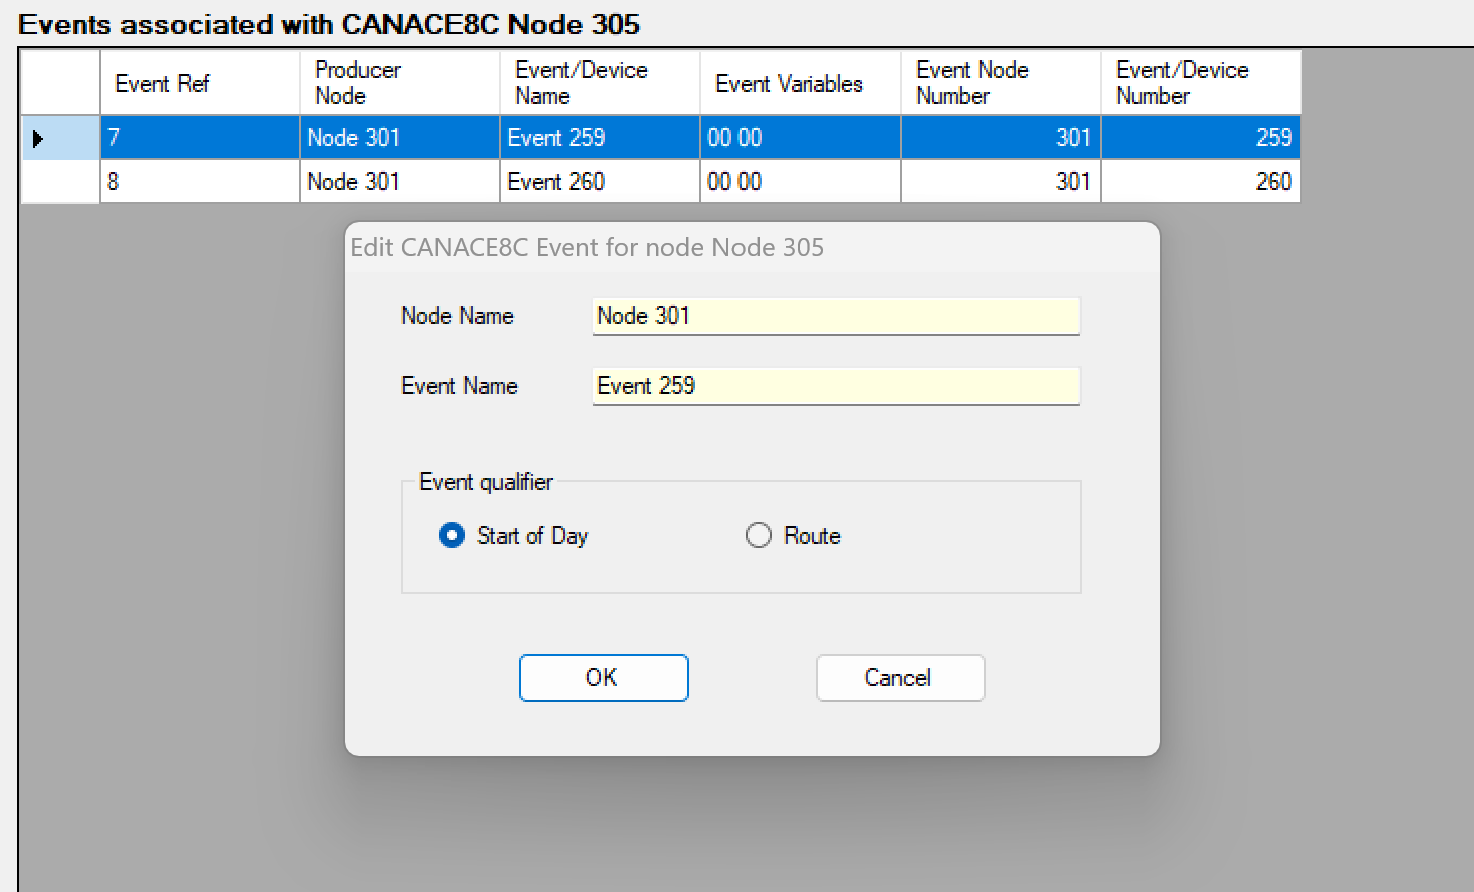 Events associated with CANACE8C Node 305
Event Ref
Producer
Node
Event/Device
Name
Event Variables
Event Node
Number
Event/Device
Number
7 Node 301 Event 259 00 00 301 259
8 Node 301 Event 260 00 00 301 260
Edit CANACE8C Event for node Node 305
Node Name Node 301
Event Name Event 259
Event qualifier
Start of Day Route
OK Cancel